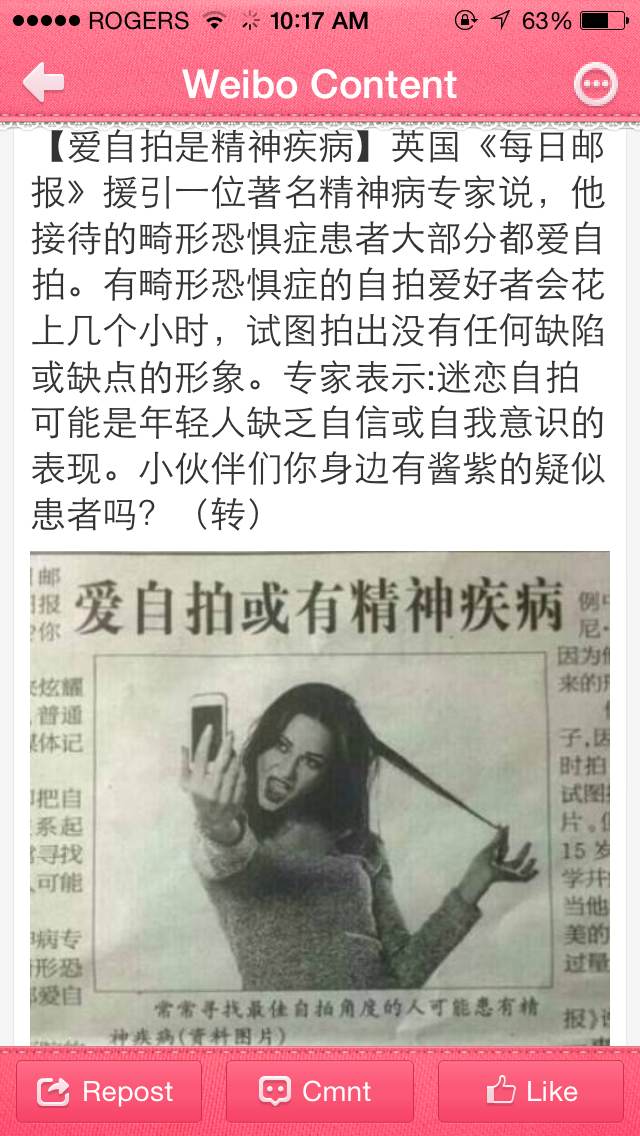 ROGERS 10:17 AM 63%
Weibo Content
【爱自拍是精神疾病】英国《每日邮
报》援引一位著名精神病专家说，他
接待的畸形恐惧症患者大部分都爱自
拍。有畸形恐惧症的自拍爱好者会花
上几个小时，试图拍出没有任何缺陷
或缺点的形象。专家表示:迷恋自拍
可能是年轻人缺乏自信或自我意识的
表现。小伙伴们你身边有酱紫的疑似
患者吗？（转）
爱自拍或有精神疾病
邮
报
你
炫耀
普通
媒体记
把自
系起
寻找
可能
病专
形恐
爱自
例
尼·
因为他
来的形
子,因
时拍
试图
片。
15 岁
学并
当他
美的
过量
报》
常常寻找最佳自拍角度的人可能患有精
神疾病(资料图片)
Repost Cmnt Like